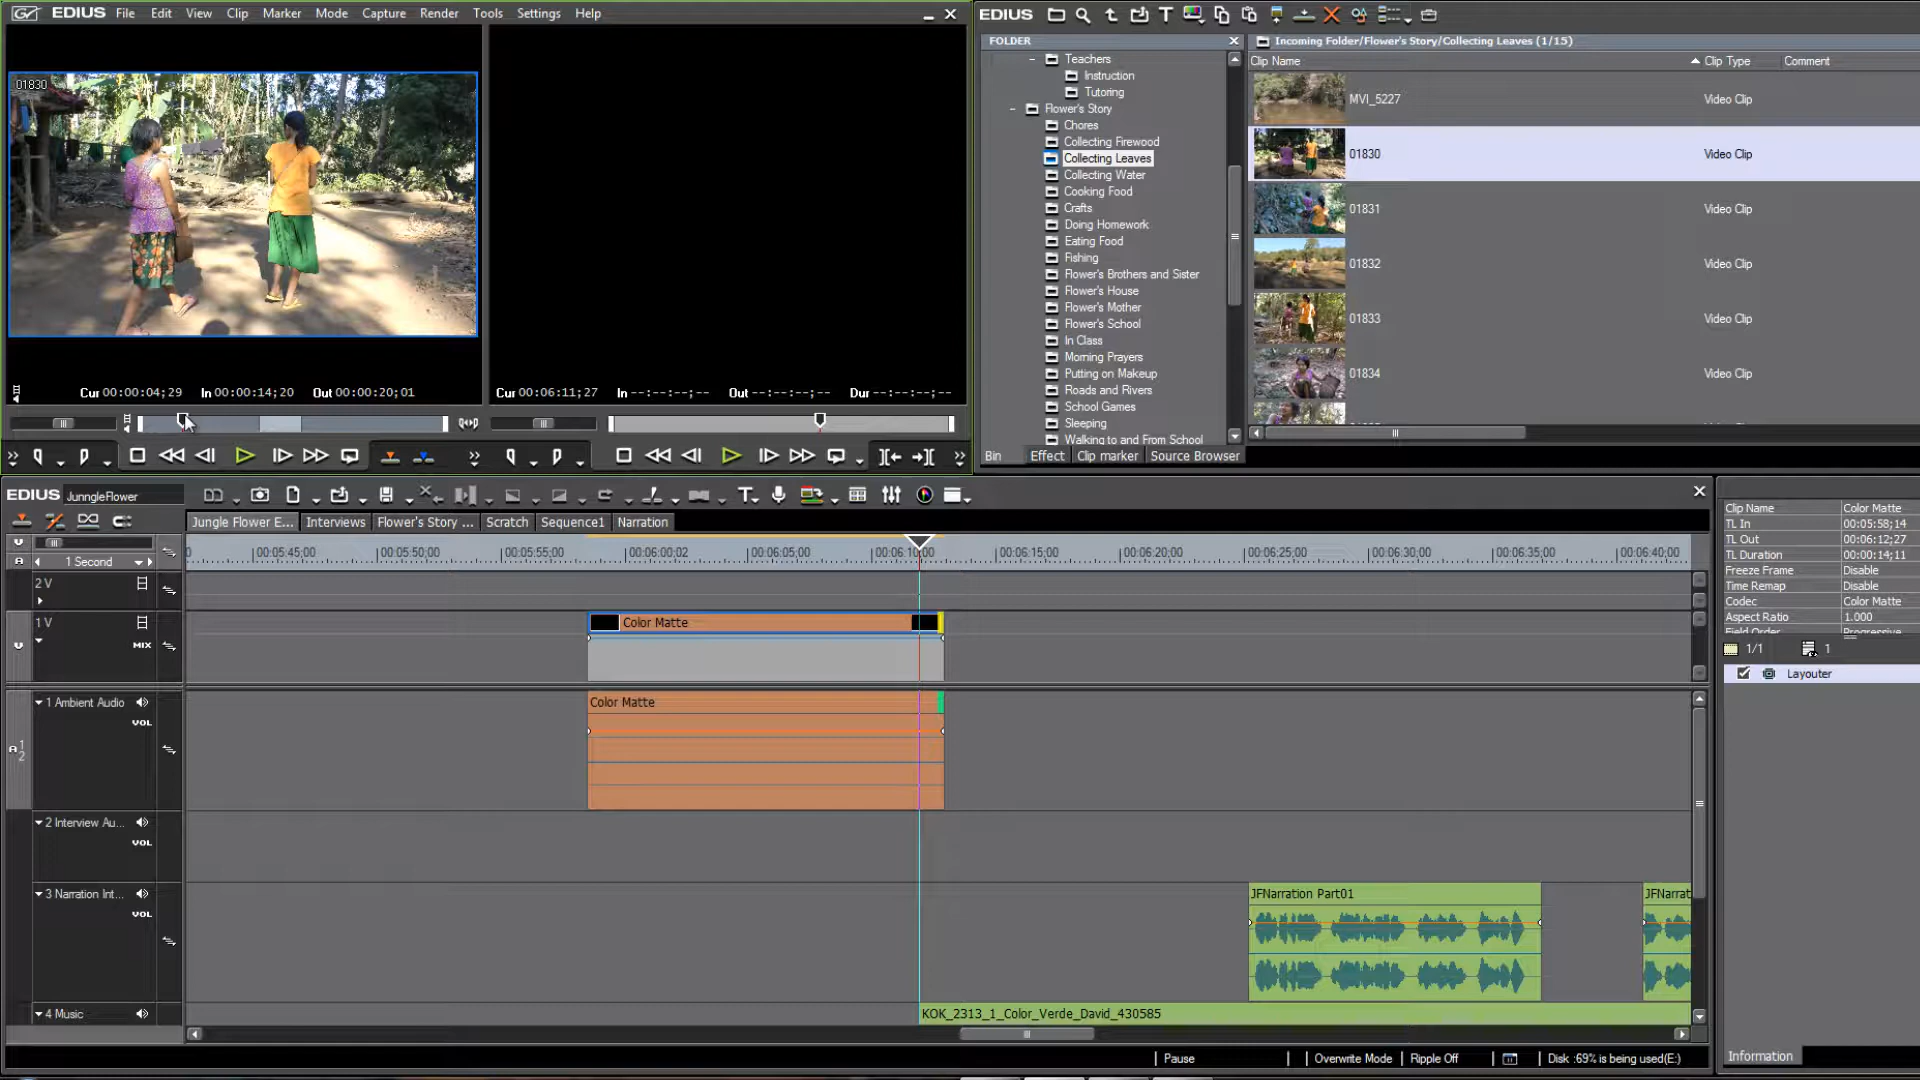 EDIUS File Edit View Clip Marker Mode Capture Render Tools Settings Help
01830
Cur 00:00:04;29 In 00:00:14;20 Out 00:00:20;01
Cur 00:06:11;27 In --:--:--;-- Out --:--:--;-- Dur --:--:--;--
EDIUS
FOLDER
Teachers
Instruction
Tutoring
Flower's Story
Chores
Collecting Firewood
Collecting Leaves
Collecting Water
Cooking Food
Crafts
Doing Homework
Eating Food
Fishing
Flower's Brothers and Sister
Flower's House
Flower's Mother
Flower's School
In Class
Morning Prayers
Putting on Makeup
Roads and Rivers
School Games
Sleeping
Walking to and From School
Bin Effect Clip marker Source Browser
Incoming Folder/Flower's Story/Collecting Leaves (1/15)
Clip Name Clip Type Comment
MVI_5227 Video Clip
01830 Video Clip
01831 Video Clip
01832 Video Clip
01833 Video Clip
01834 Video Clip
EDIUS JunngleFlower
Jungle Flower E... Interviews Flower's Story ... Scratch Sequence1 Narration
0 00:05:45;00 00:05:50;00 00:05:55;00 00:06:00;02 00:06:05;00 00:06:10;00 00:06:15;00 00:06:20;00 00:06:25;00 00:06:30;00 00:06:35;00 00:06:40;00
1 Second
2 V
1 V
MIX
Color Matte
1 Ambient Audio
VOL
Color Matte
1
2
2 Interview Au...
VOL
3 Narration Int...
VOL
JFNarration Part01
JFNarrat
4 Music
KOK_2313_1_Color_Verde_David_430585
Pause Overwrite Mode Ripple Off Disk :69% is being used(E:)
Clip Name Color Matte
TL In 00:05:58;14
TL Out 00:06:12;27
TL Duration 00:00:14;11
Freeze Frame Disable
Time Remap Disable
Codec Color Matte
Aspect Ratio 1.000
Field Order Progressive
1/1 1
Layouter
Information